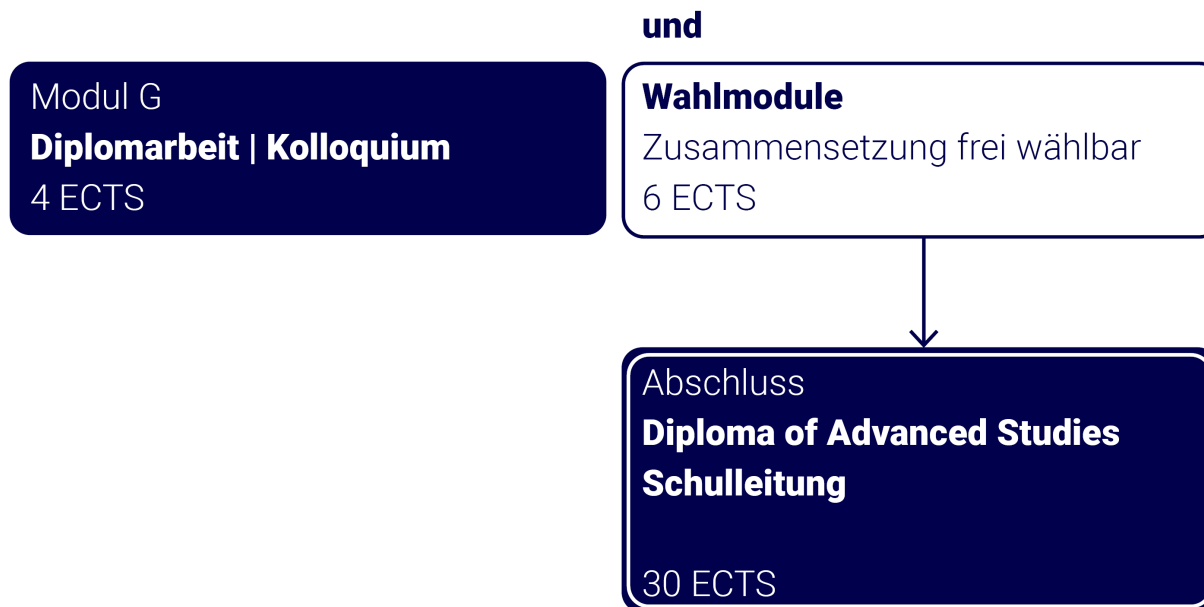 und
Modul G
Diplomarbeit | Kolloquium
4 ECTS
Wahlmodule
Zusammensetzung frei wählbar
6 ECTS
Abschluss
Diploma of Advanced Studies
Schulleitung
30 ECTS